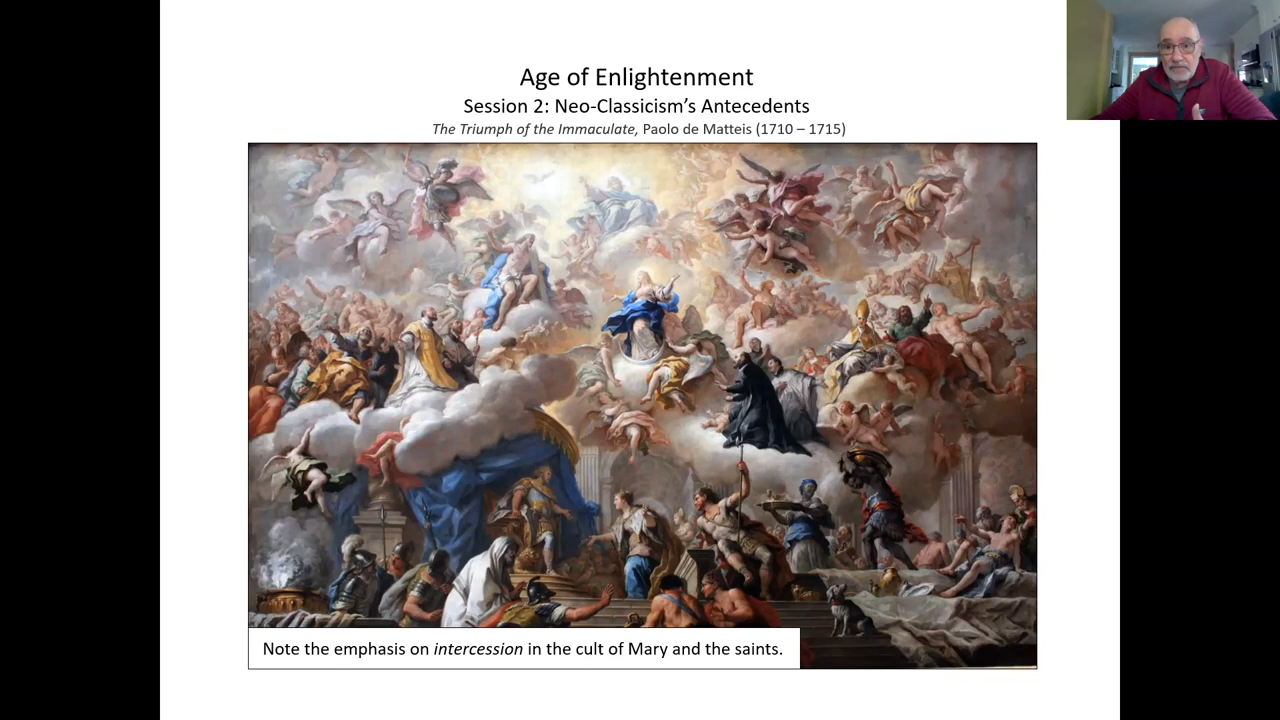 Age of Enlightenment
Session 2: Neo-Classicism’s Antecedents
The Triumph of the Immaculate, Paolo de Matteis (1710 – 1715)
Note the emphasis on intercession in the cult of Mary and the saints.